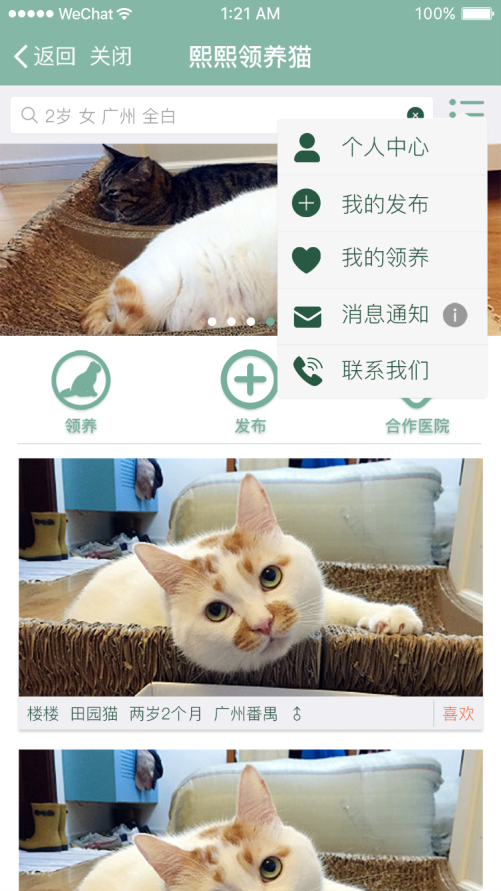 WeChat 1:21 AM 100%
返回 关闭 熙熙领养猫
2岁 女 广州 全白
个人中心
我的发布
我的领养
消息通知
联系我们
领养 发布 合作医院
楼楼 田园猫 两岁2个月 广州番禺 ♂ 喜欢